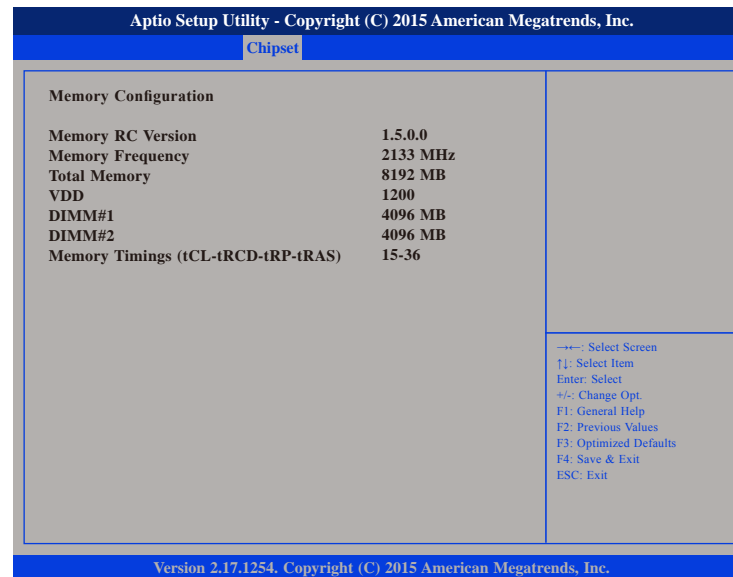 Aptio Setup Utility - Copyright (C) 2015 American Megatrends, Inc.
Chipset
Memory Configuration
Memory RC Version 1.5.0.0
Memory Frequency 2133 MHz
Total Memory 8192 MB
VDD 1200
DIMM#1 4096 MB
DIMM#2 4096 MB
Memory Timings (tCL-tRCD-tRP-tRAS) 15-36
→←: Select Screen
↑↓: Select Item
Enter: Select
+/-: Change Opt.
F1: General Help
F2: Previous Values
F3: Optimized Defaults
F4: Save & Exit
ESC: Exit
Version 2.17.1254. Copyright (C) 2015 American Megatrends, Inc.